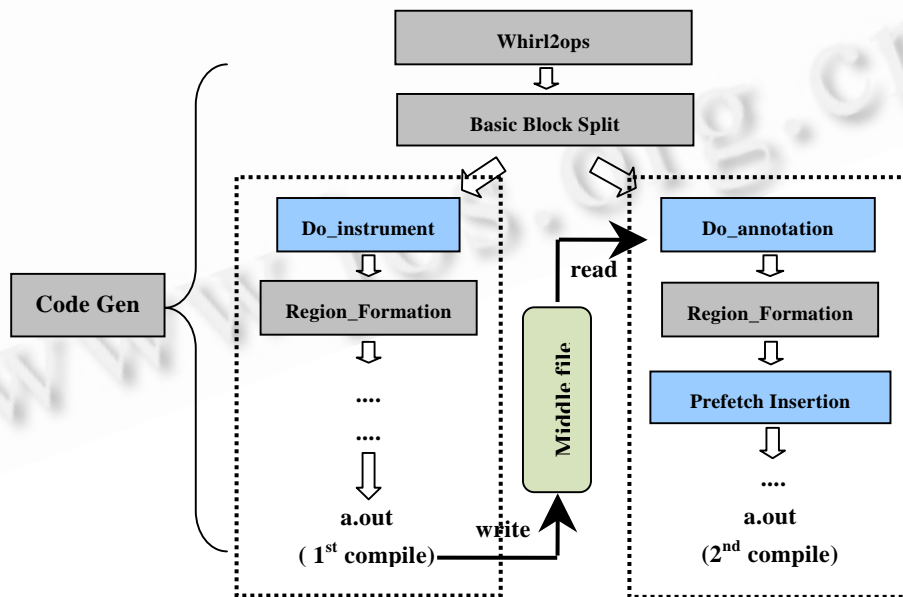 Whirl2ops
Basic Block Split
Code Gen
Do_instrument
Region_Formation
....
....
a.out
( 1st compile)
write
Middle file
read
Do_annotation
Region_Formation
Prefetch Insertion
....
a.out
(2nd compile)